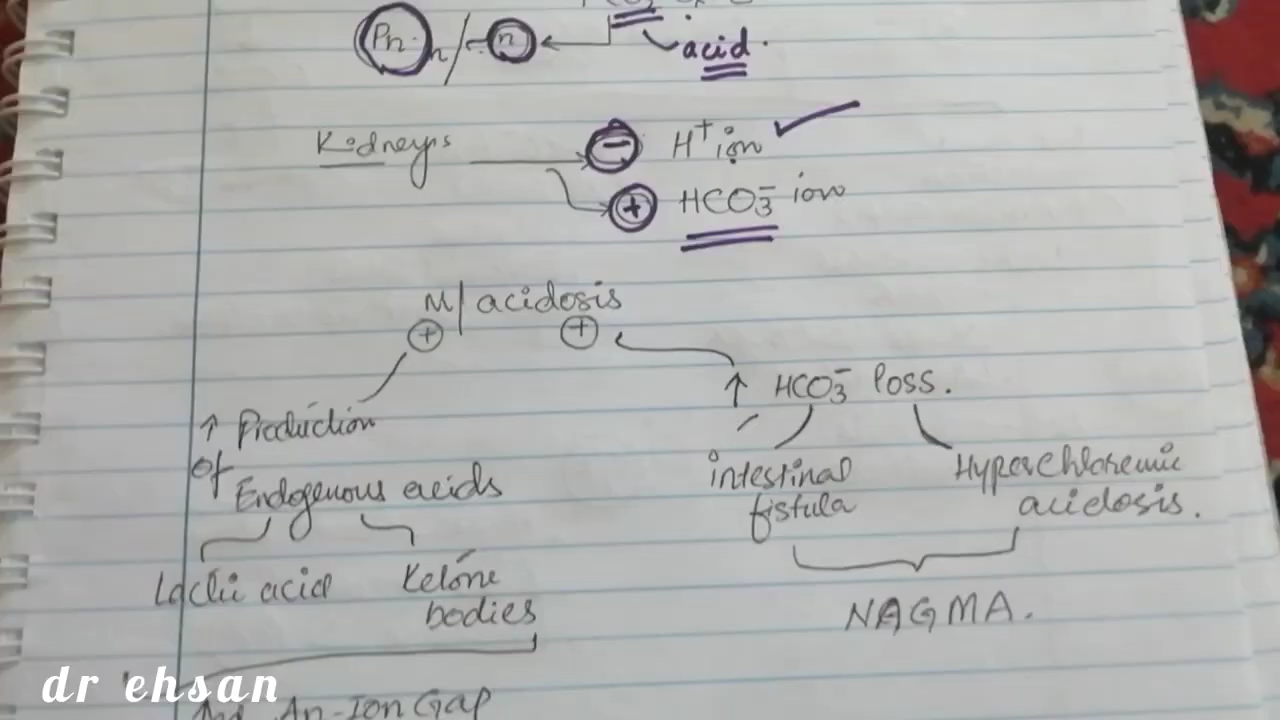 Pn. n / n
acid.
Kidneys
− H+ ion
+ HCO3− ion
M/acidosis
+ +
↑ HCO3− loss.
↑ Production
of
Endogenous acids
intestinal
fistula
Hyperchloremic
acidosis.
Lactic acid
Ketone
bodies
NAGMA.
An-Ion Gap
dr ehsan